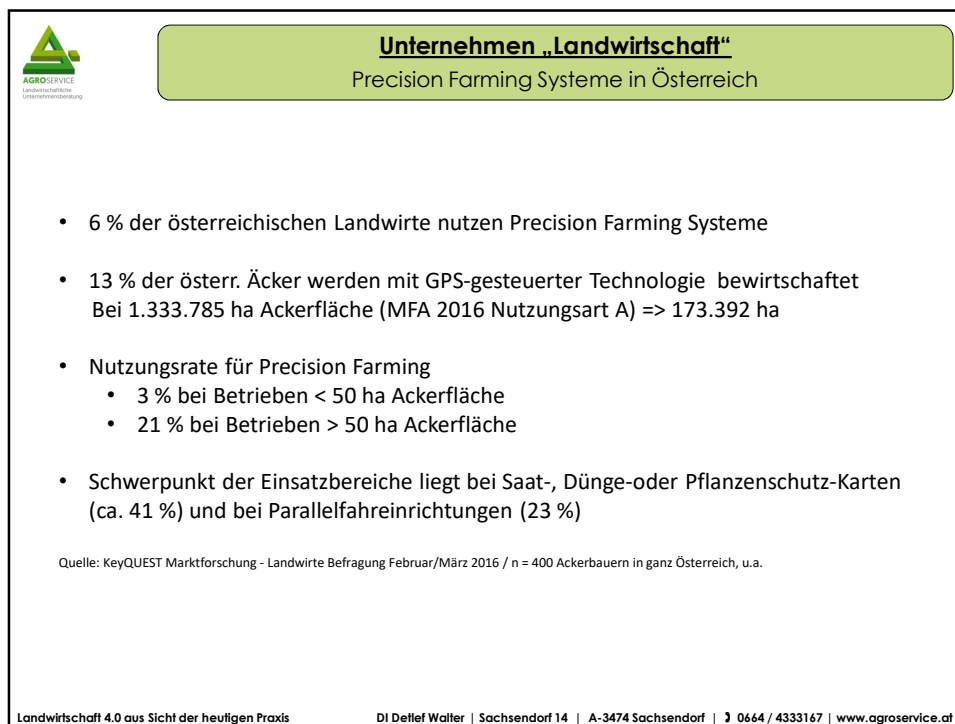 AGROSERVICE
Landwirtschaftliche
Unternehmensberatung
Unternehmen „Landwirtschaft“
Precision Farming Systeme in Österreich
• 6 % der österreichischen Landwirte nutzen Precision Farming Systeme
• 13 % der österr. Äcker werden mit GPS-gesteuerter Technologie bewirtschaftet
Bei 1.333.785 ha Ackerfläche (MFA 2016 Nutzungsart A) => 173.392 ha
• Nutzungsrate für Precision Farming
• 3 % bei Betrieben < 50 ha Ackerfläche
• 21 % bei Betrieben > 50 ha Ackerfläche
• Schwerpunkt der Einsatzbereiche liegt bei Saat-, Dünge-oder Pflanzenschutz-Karten
(ca. 41 %) und bei Parallelfahreinrichtungen (23 %)
Quelle: KeyQUEST Marktforschung - Landwirte Befragung Februar/März 2016 / n = 400 Ackerbauern in ganz Österreich, u.a.
Landwirtschaft 4.0 aus Sicht der heutigen Praxis DI Detlef Walter | Sachsendorf 14 | A-3474 Sachsendorf | 0664 / 4333167 | www.agroservice.at